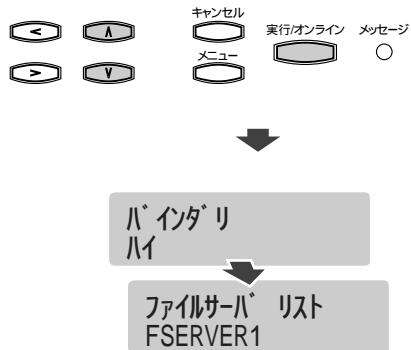 キャンセル
実行/オンライン メッセージ
< ∧
メニュー
> ∨
バインダリ
ハイ
ファイルサーバ リスト
FSERVER1